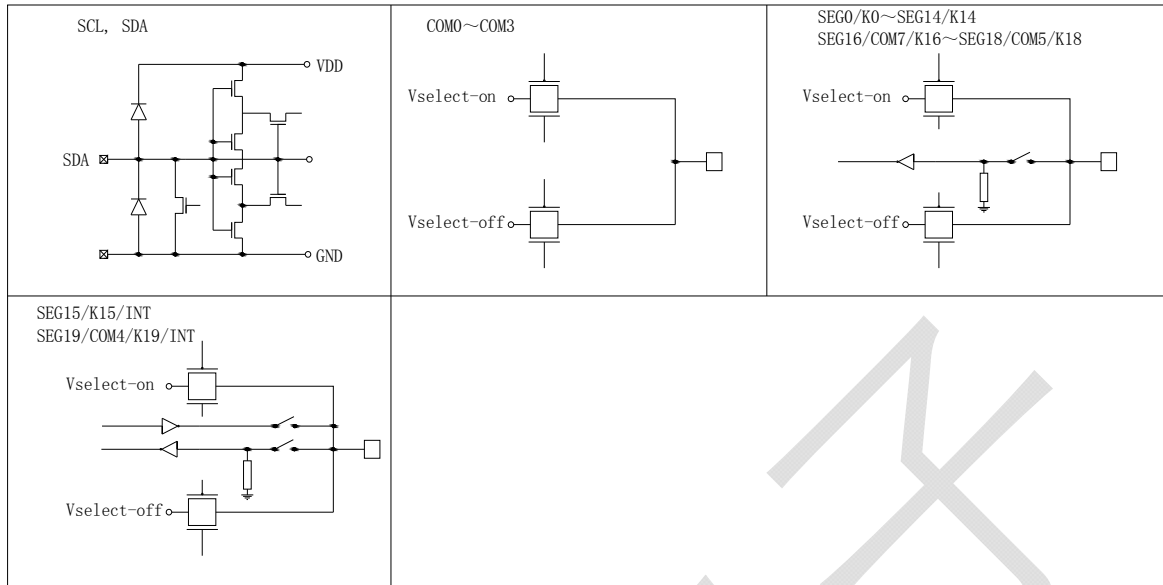 SCL, SDA
VDD
SDA
GND
COM0～COM3
Vselect-on
Vselect-off
SEG0/K0～SEG14/K14
SEG16/COM7/K16～SEG18/COM5/K18
Vselect-on
Vselect-off
SEG15/K15/INT
SEG19/COM4/K19/INT
Vselect-on
Vselect-off